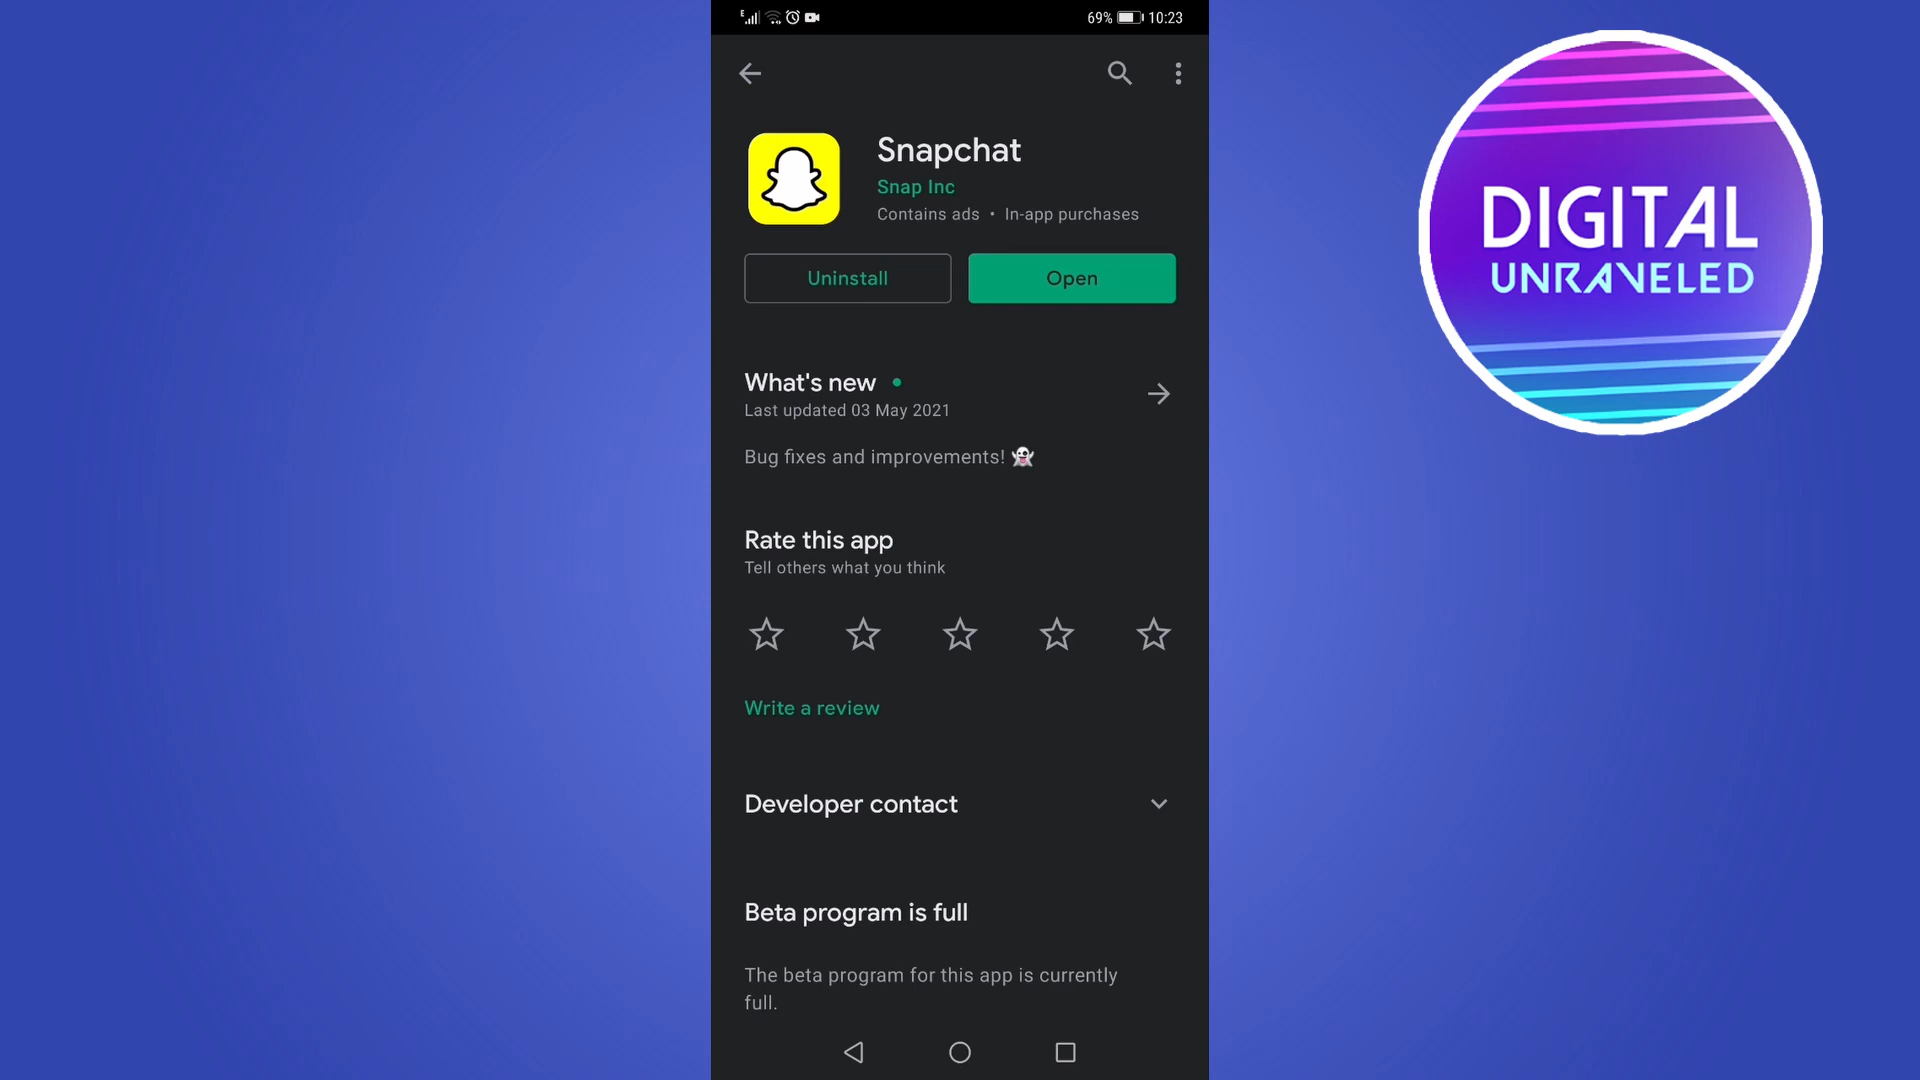 E 69% 10:23
Snapchat
Snap Inc
Contains ads • In-app purchases
Uninstall
Open
What's new •
Last updated 03 May 2021
Bug fixes and improvements! 👻
Rate this app
Tell others what you think
Write a review
Developer contact
Beta program is full
The beta program for this app is currently
full.
DIGITAL
UNRAVELED